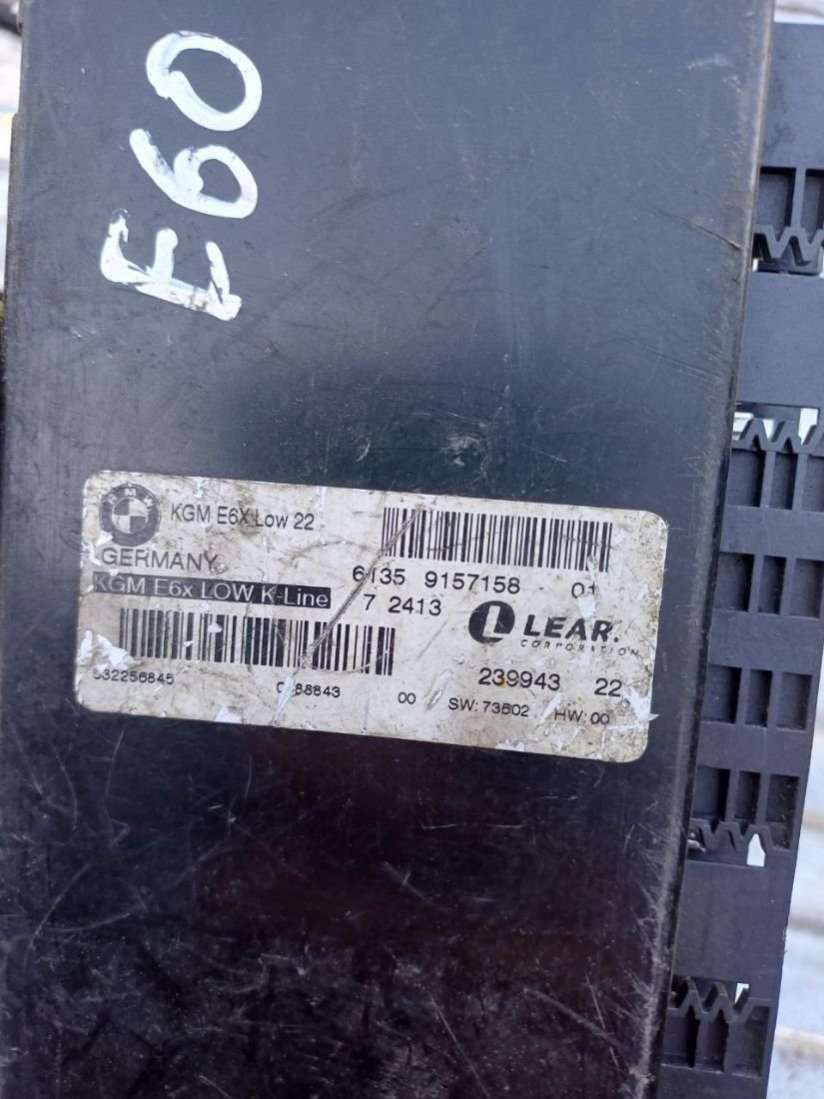 E60
BMW
KGM E6X Low 22
GERMANY
6135 9157158 01
KGM E6x LOW K-Line
7 2413
L LEAR.
CORPORATION
239943 22
00
SW: 73602 HW: 00